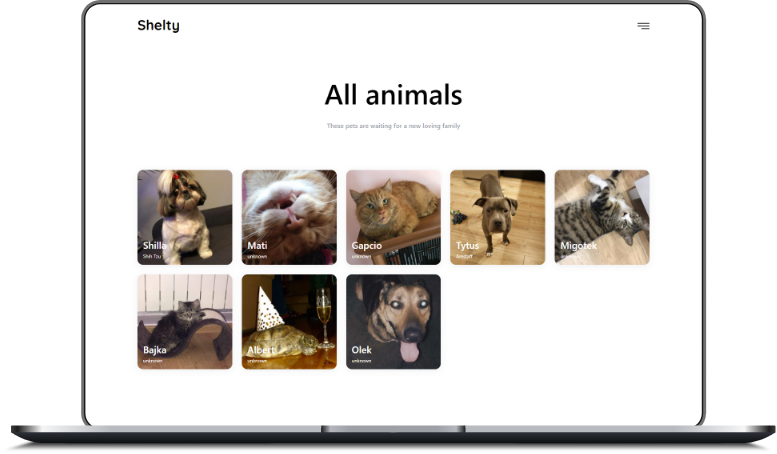 Shelty
All animals
These pets are waiting for a new loving family
Shilla
Shih Tzu
Mati
unknown
Gapcio
unknown
Tytus
Migotek
unknown
Bajka
unknown
Albert
unknown
Olek
unknown